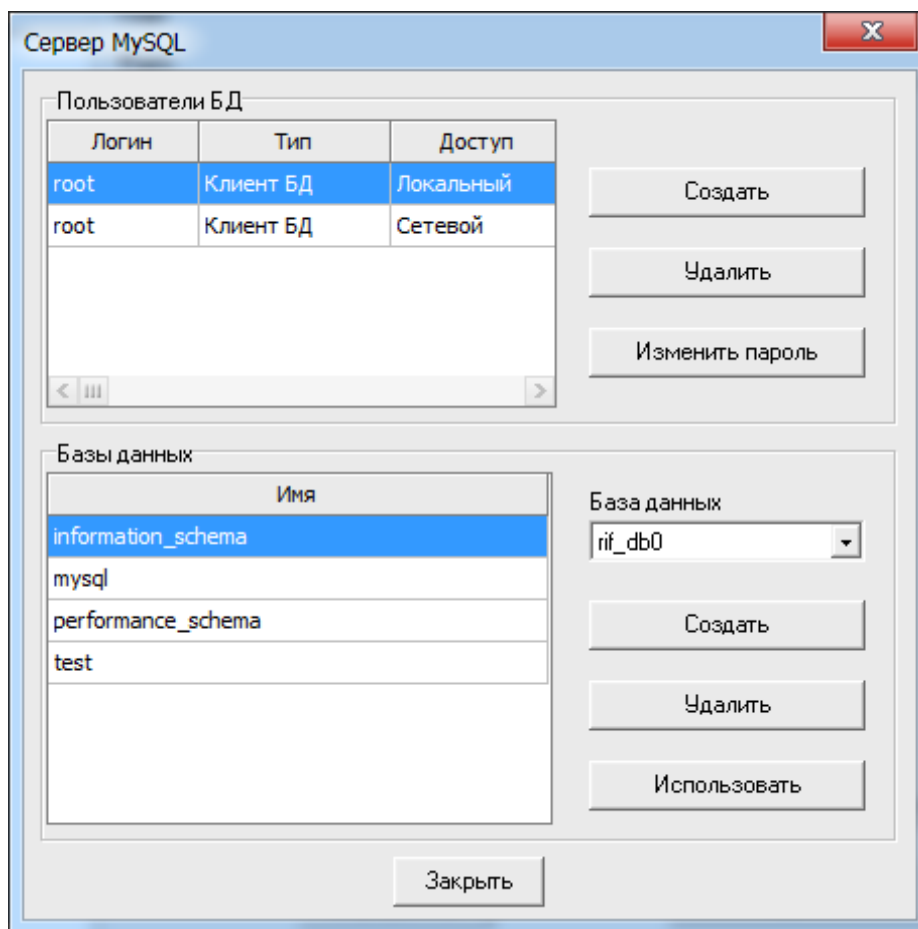 Сервер MySQL
Пользователи БД
Логин Тип Доступ
root Клиент БД Локальный
root Клиент БД Сетевой
Создать
Удалить
Изменить пароль
Базы данных
Имя
information_schema
mysql
performance_schema
test
База данных
rif_db0
Создать
Удалить
Использовать
Закрыть